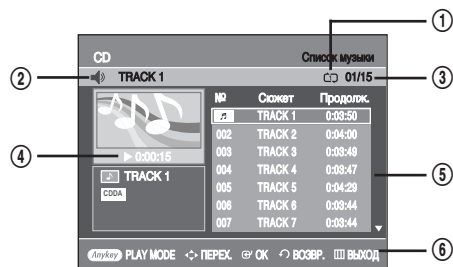 ①
CD Список музыки
② TRACK 1 01/15 ③
№ Сюжет Продолж.
TRACK 1 0:03:50
002 TRACK 2 0:04:00
④ 0:00:15 003 TRACK 3 0:03:49
TRACK 1 004 TRACK 4 0:03:47
CDDA 005 TRACK 5 0:04:29 ⑤
006 TRACK 6 0:03:44
007 TRACK 7 0:03:44
Anykey PLAY MODE ПЕРЕХ. ОК ВОЗВР. ВЫХОД ⑥